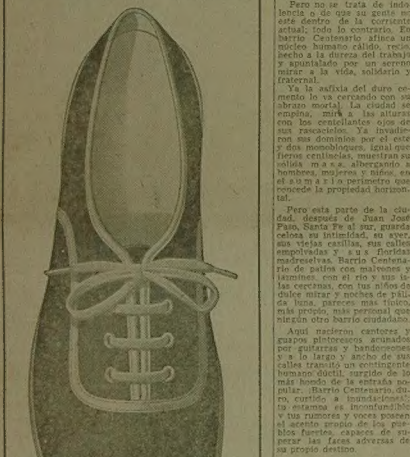 Pero no se trata de indo-
lencia o de que su gente no
esté dentro de la corriente
actual; todo lo contrario. En
barrio Centenario afinca un
núcleo humano cálido, recio,
hecho a la dureza del trabajo
y apuntalado por un sereno
mirar a la vida, solidario y
fraternal.
Ya la asfixia del duro ce-
mento lo va cercando con su
abrazo mortal. La ciudad se
empina, mira a las alturas
con los centellantes ojos de
sus rascacielos. Ya invadie-
ron sus dominios por el este
y dos monobloques, igual que
fieros centinelas, muestran su
sólida masa, albergando a
hombres, mujeres y niños, en
el avaro perímetro que
concede la propiedad horizon-
tal.
Pero esta parte de la ciu-
dad, después de Juan José
Paso, Santa Fe al sur, guarda
celosa su intimidad, su ayer,
sus viejas casillas, sus calles
empolvadas y sus floridas
madreselvas. Barrio Centena-
rio de patios con malvones y
jazmines, con el río y sus is-
las cercanas, con tus niños de
dulce mirar y noches de páli-
da luna, pareces más típico,
más propio, más personal que
ningún otro barrio ciudadano.
Aquí nacieron cantores y
guapos pintorescos acunados
por guitarras y bandoneones
y a lo largo y ancho de sus
calles transitó un contingente
humano dúctil, surgido de lo
más hondo de la entraña po-
pular. ¡Barrio Centenario, du-
ro, curtido a inundaciones!,
tu estampa es inconfundible
y tus rumores y voces poseen
el acento propio de los pue-
blos fuertes, capaces de su-
perar las faces adversas de
su propio destino.